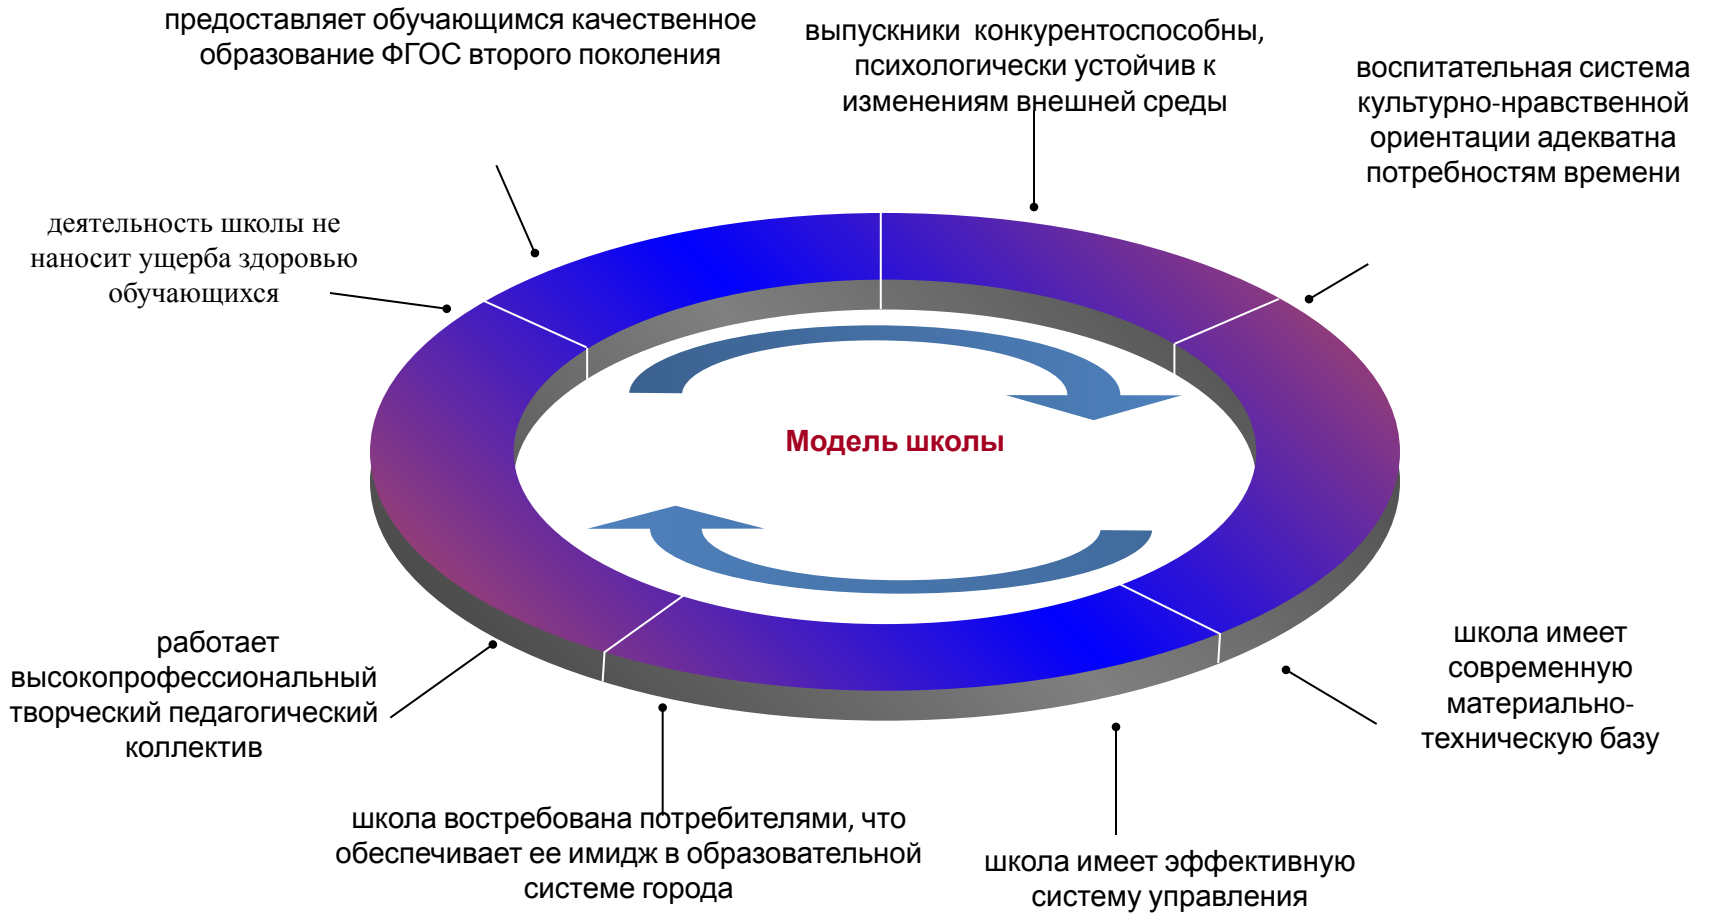 предоставляет обучающимся качественное
образование ФГОС второго поколения
выпускники конкурентоспособны,
психологически устойчив к
изменениям внешней среды
воспитательная система
культурно-нравственной
ориентации адекватна
потребностям времени
деятельность школы не
наносит ущерба здоровью
обучающихся
Модель школы
работает
высокопрофессиональный
творческий педагогический
коллектив
школа имеет
современную
материально-
техническую базу
школа востребована потребителями, что
обеспечивает ее имидж в образовательной
системе города
школа имеет эффективную
систему управления